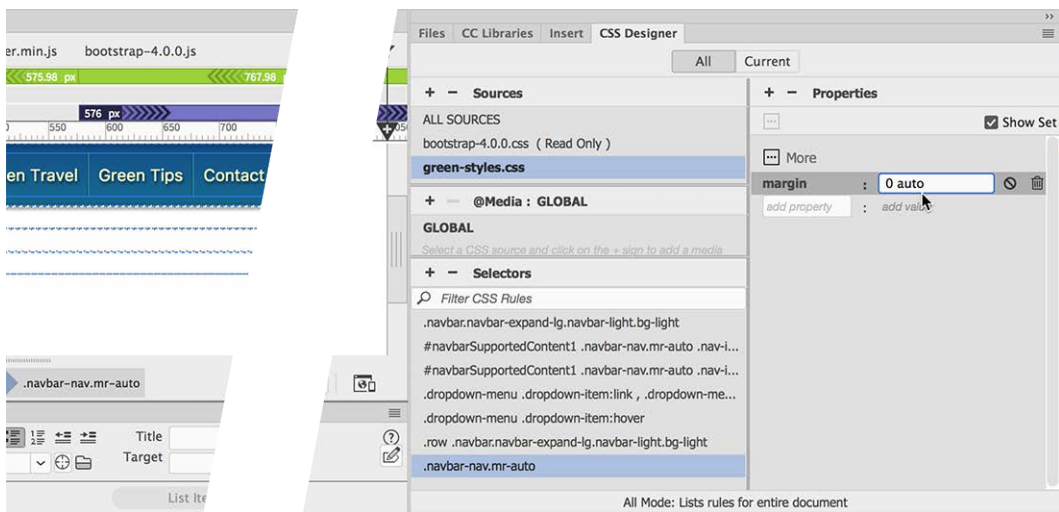 er.min.js bootstrap-4.0.0.js
575.98 px 767.98
576 px
550 600 650 700
en Travel Green Tips Contact
.navbar-nav.mr-auto
Title
Target
List Ite
Files CC Libraries Insert CSS Designer
All Current
+ − Sources
ALL SOURCES
bootstrap-4.0.0.css ( Read Only )
green-styles.css
+ − @Media : GLOBAL
GLOBAL
Select a CSS source and click on the + sign to add a media
+ − Selectors
Filter CSS Rules
.navbar.navbar-expand-lg.navbar-light.bg-light
#navbarSupportedContent1 .navbar-nav.mr-auto .nav-i...
#navbarSupportedContent1 .navbar-nav.mr-auto .nav-i...
.dropdown-menu .dropdown-item:link , .dropdown-me...
.dropdown-menu .dropdown-item:hover
.row .navbar.navbar-expand-lg.navbar-light.bg-light
.navbar-nav.mr-auto
+ − Properties
Show Set
More
margin : 0 auto
add property : add value
All Mode: Lists rules for entire document